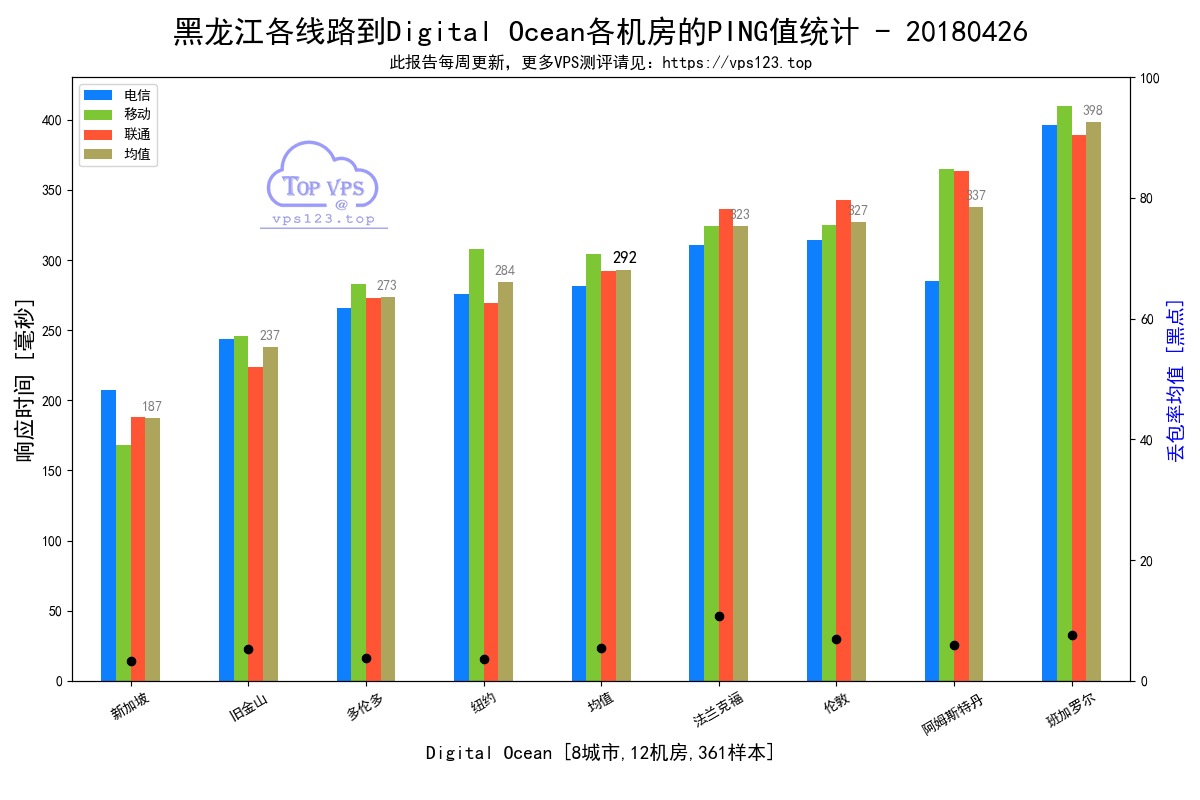 黑龙江各线路到Digital Ocean各机房的PING值统计 - 20180426
此报告每周更新，更多VPS测评请见：https://vps123.top
电信
移动
联通
均值
TOP VPS
@
vps123.top
响应时间 [毫秒]
400
350
300
250
200
150
100
50
0
187
237
273
284
292
323
327
337
398
100
80
60
40
20
0
丢包率均值 [黑点]
新加坡
旧金山
多伦多
纽约
均值
法兰克福
伦敦
阿姆斯特丹
班加罗尔
Digital Ocean [8城市,12机房,361样本]